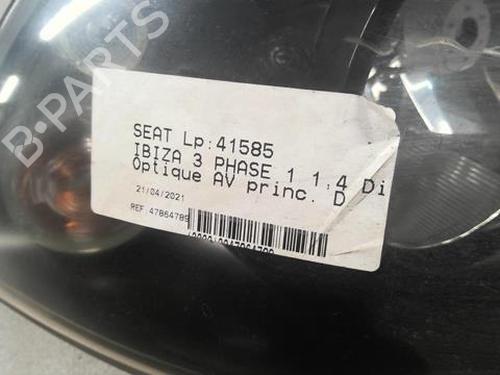 B-PARTS
SEAT Lp:41585
IBIZA 3 PHASE 1 1.4 Di
Optique AV princ. D
21/04/2021
REF:47864789